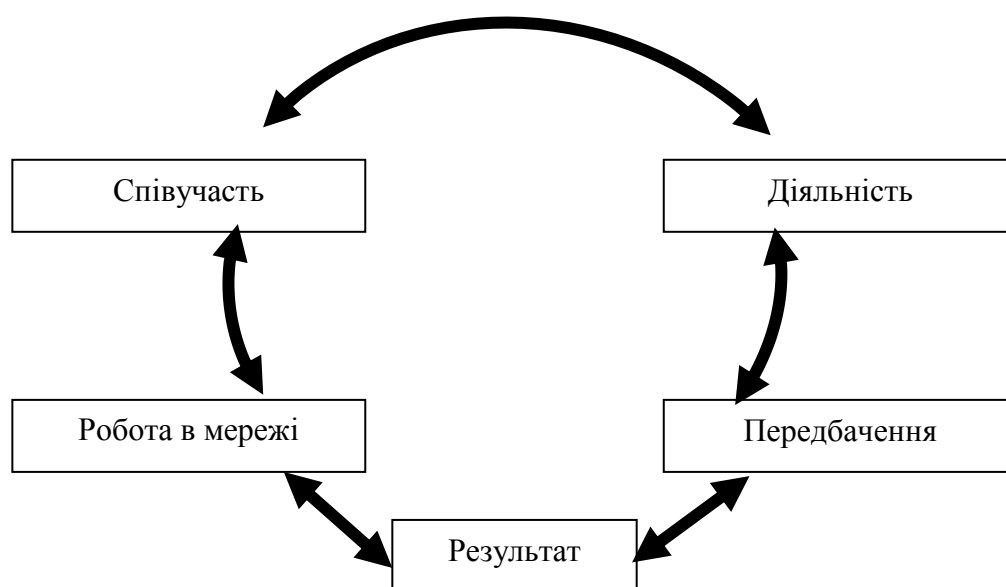 Співучасть
Діяльність
Робота в мережі
Передбачення
Результат